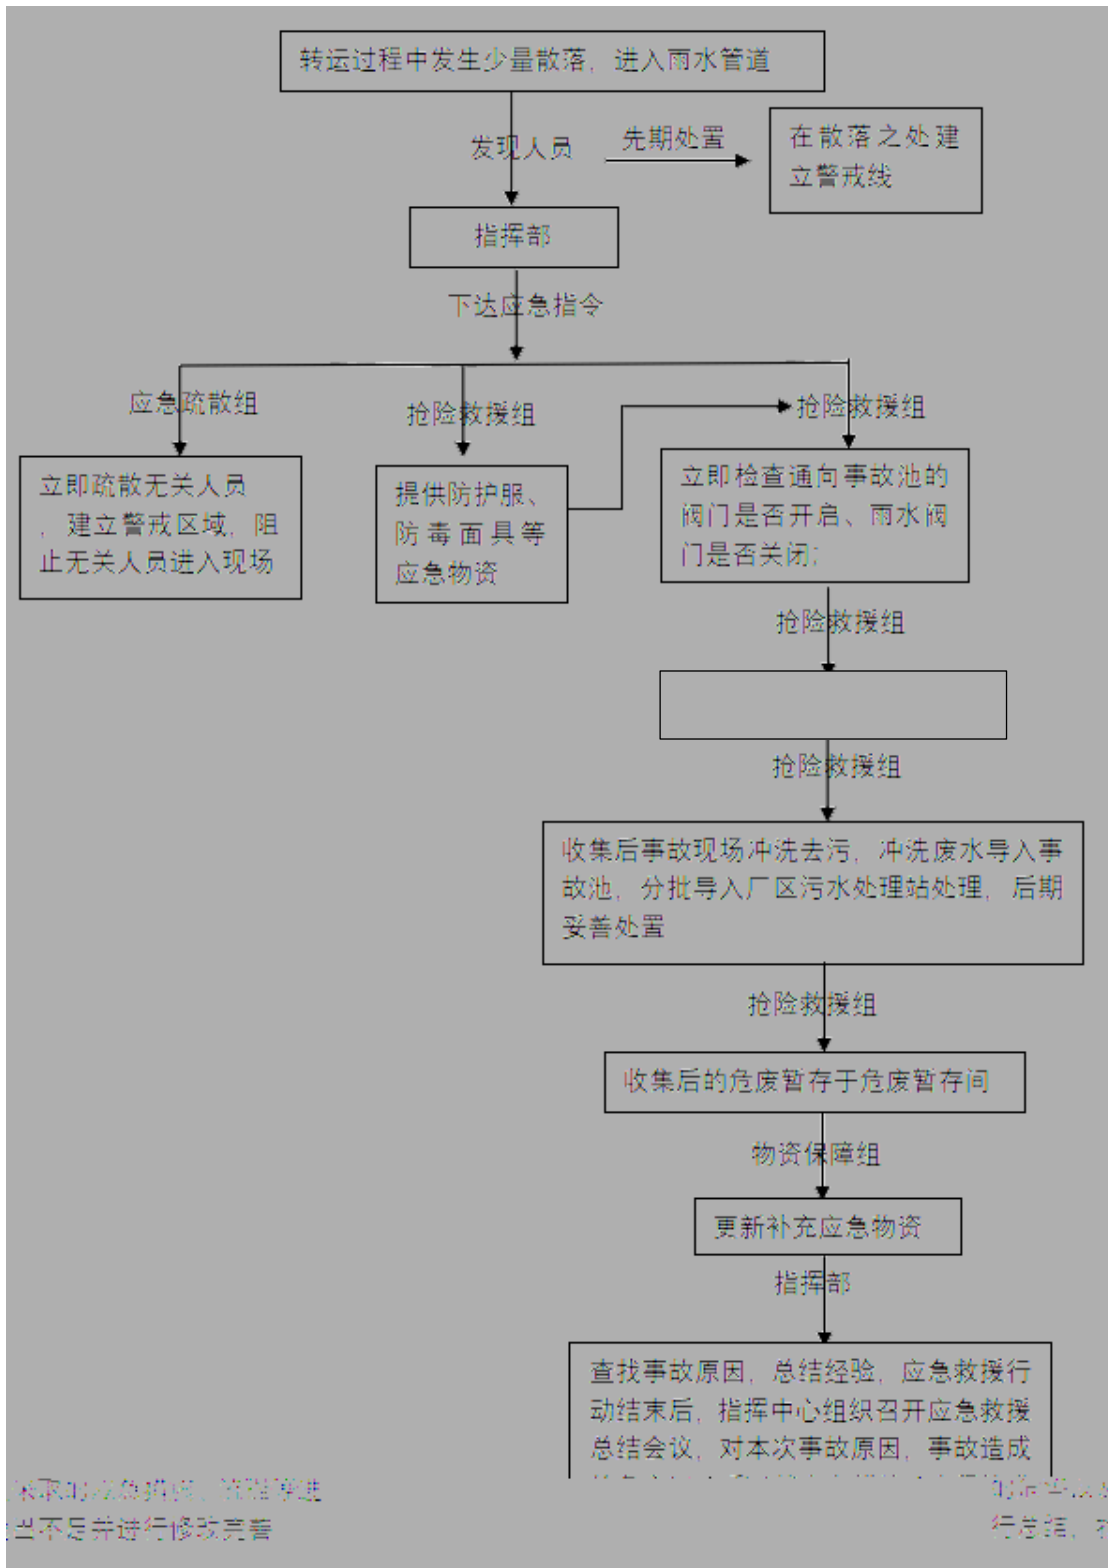 转运过程中发生少量散落，进入雨水管道
发现人员
先期处置
在散落之处建
立警戒线
指挥部
下达应急指令
应急疏散组
抢险救援组
抢险救援组
立即疏散无关人员
，建立警戒区域，阻
止无关人员进入现场
提供防护服、
防毒面具等
应急物资
立即检查通向事故池的
阀门是否开启、雨水阀
门是否关闭;
抢险救援组
抢险救援组
收集后事故现场冲洗去污，冲洗废水导入事
故池，分批导入厂区污水处理站处理，后期
妥善处置
抢险救援组
收集后的危废暂存于危废暂存间
物资保障组
更新补充应急物资
指挥部
查找事故原因，总结经验，应急救援行
动结束后，指挥中心组织召开应急救援
总结会议，对本次事故原因，事故造成
不足并进行修改完善
行总结，